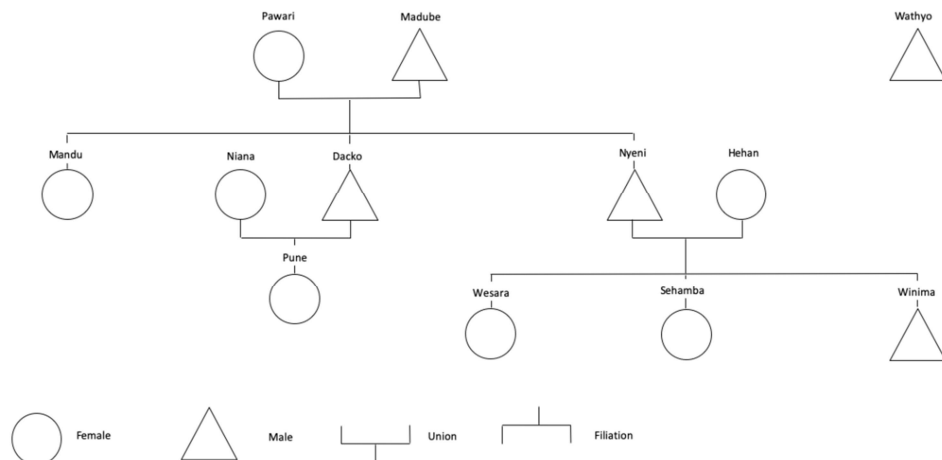 Pawari Madube Wathyo
Mandu Niana Dacko Nyeni Hehan
Pune
Wesara Sehamba Winima
Female Male Union Filiation